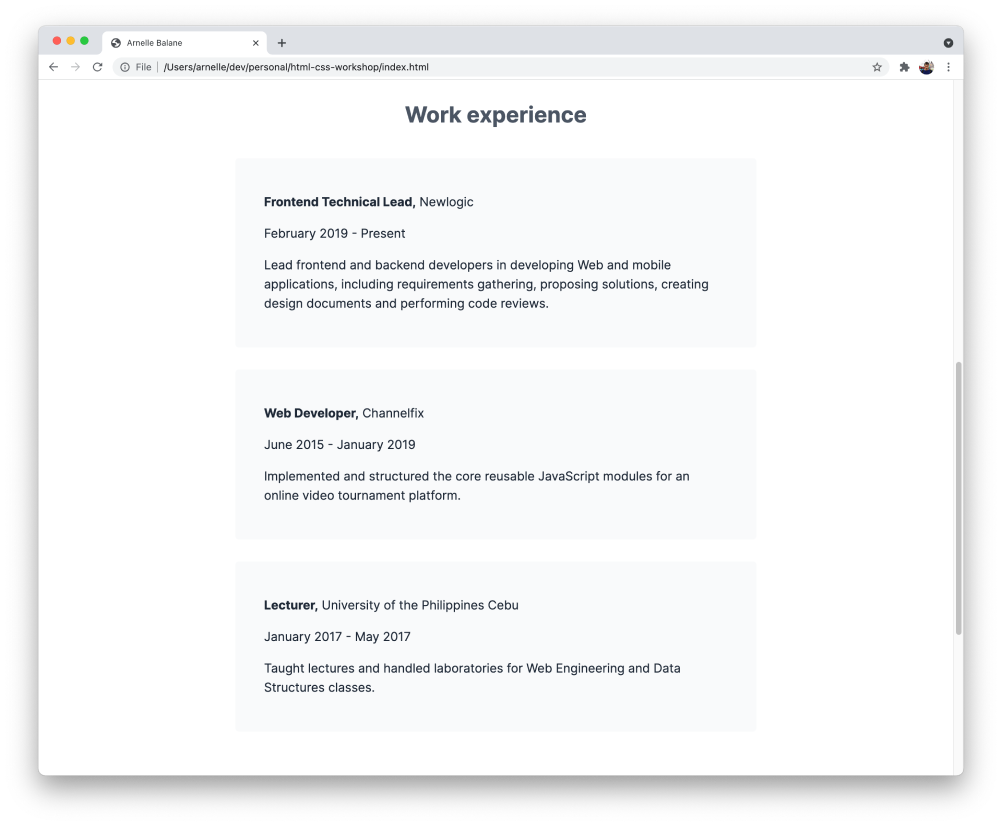 Arnelle Balane
File
/Users/arnelle/dev/personal/html-css-workshop/index.html
Work experience
Frontend Technical Lead, Newlogic
February 2019 - Present
Lead frontend and backend developers in developing Web and mobile
applications, including requirements gathering, proposing solutions, creating
design documents and performing code reviews.
Web Developer, Channelfix
June 2015 - January 2019
Implemented and structured the core reusable JavaScript modules for an
online video tournament platform.
Lecturer, University of the Philippines Cebu
January 2017 - May 2017
Taught lectures and handled laboratories for Web Engineering and Data
Structures classes.